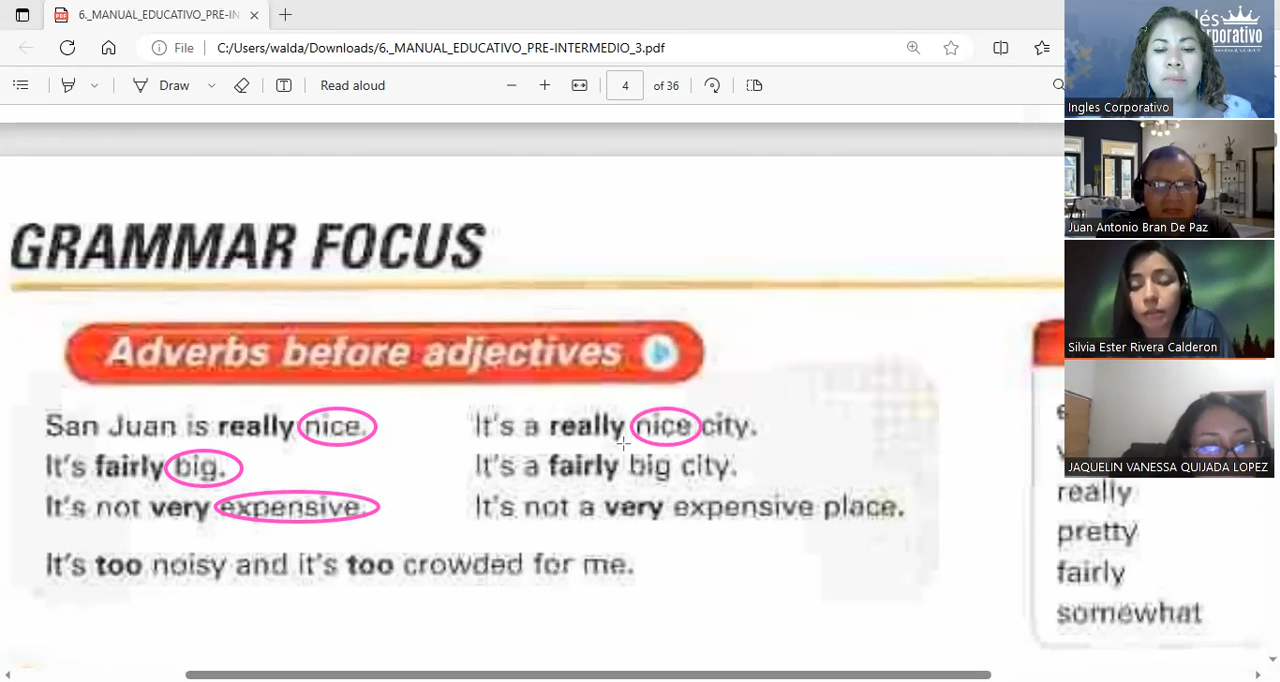 6._MANUAL_EDUCATIVO_PRE-IN
File
C:/Users/walda/Downloads/6._MANUAL_EDUCATIVO_PRE-INTERMEDIO_3.pdf
Draw
Read aloud
4 of 36
GRAMMAR FOCUS
Adverbs before adjectives
San Juan is really nice.
It's fairly big.
It's not very expensive.
It's a really nice city.
It's a fairly big city.
It's not a very expensive place.
It's too noisy and it's too crowded for me.
really
pretty
fairly
somewhat
Ingles Corporativo
Juan Antonio Bran De Paz
Silvia Ester Rivera Calderon
JAQUELIN VANESSA QUIJADA LOPEZ